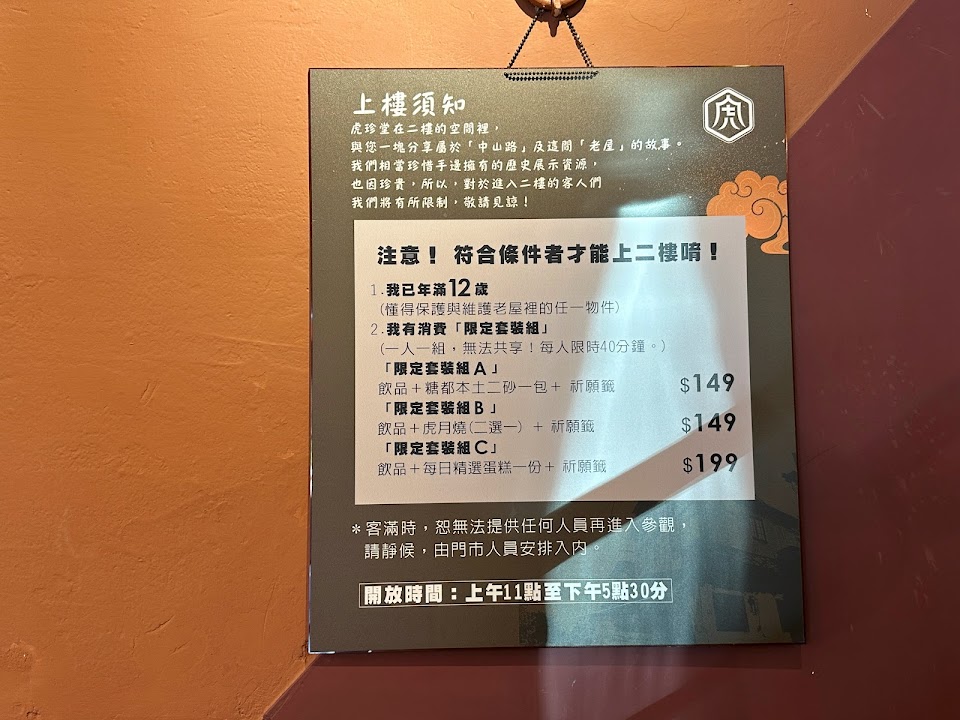 上樓須知
虎珍堂在二樓的空間裡，
與您一塊分享屬於「中山路」及這間「老屋」的故事。
我們相當珍惜手邊擁有的歷史展示資源，
也因珍貴，所以，對於進入二樓的客人們
我們將有所限制，敬請見諒！
虎
注意！ 符合條件者才能上二樓唷！
1.我已年滿12歲
(懂得保護與維護老屋裡的任一物件)
2.我有消費「限定套裝組」
(一人一組，無法共享！每人限時40分鐘。)
「限定套裝組A」
飲品＋糖都本土二砂一包＋ 祈願籤 $149
「限定套裝組B」
飲品＋虎月燒(二選一) ＋ 祈願籤 $149
「限定套裝組C」
飲品＋每日精選蛋糕一份＋ 祈願籤 $199
＊客滿時，恕無法提供任何人員再進入參觀，
請靜候，由門市人員安排入內。
開放時間：上午11點至下午5點30分